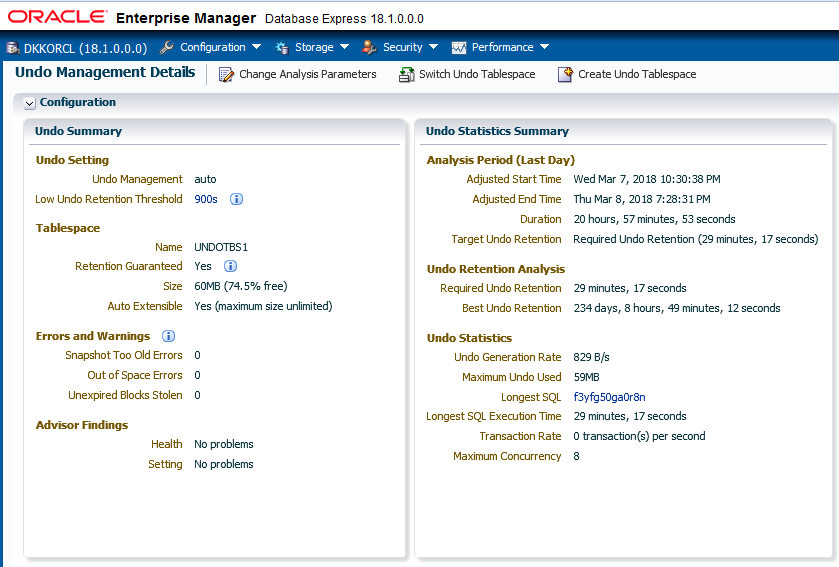 ORACLE Enterprise Manager Database Express 18.1.0.0.0
DKKORCL (18.1.0.0.0) Configuration Storage Security Performance
Undo Management Details Change Analysis Parameters Switch Undo Tablespace Create Undo Tablespace
Configuration
Undo Summary
Undo Setting
Undo Management auto
Low Undo Retention Threshold 900s
Tablespace
Name UNDOTBS1
Retention Guaranteed Yes
Size 60MB (74.5% free)
Auto Extensible Yes (maximum size unlimited)
Errors and Warnings
Snapshot Too Old Errors 0
Out of Space Errors 0
Unexpired Blocks Stolen 0
Advisor Findings
Health No problems
Setting No problems
Undo Statistics Summary
Analysis Period (Last Day)
Adjusted Start Time Wed Mar 7, 2018 10:30:38 PM
Adjusted End Time Thu Mar 8, 2018 7:28:31 PM
Duration 20 hours, 57 minutes, 53 seconds
Target Undo Retention Required Undo Retention (29 minutes, 17 seconds)
Undo Retention Analysis
Required Undo Retention 29 minutes, 17 seconds
Best Undo Retention 234 days, 8 hours, 49 minutes, 12 seconds
Undo Statistics
Undo Generation Rate 829 B/s
Maximum Undo Used 59MB
Longest SQL f3yfg50ga0r8n
Longest SQL Execution Time 29 minutes, 17 seconds
Transaction Rate 0 transaction(s) per second
Maximum Concurrency 8